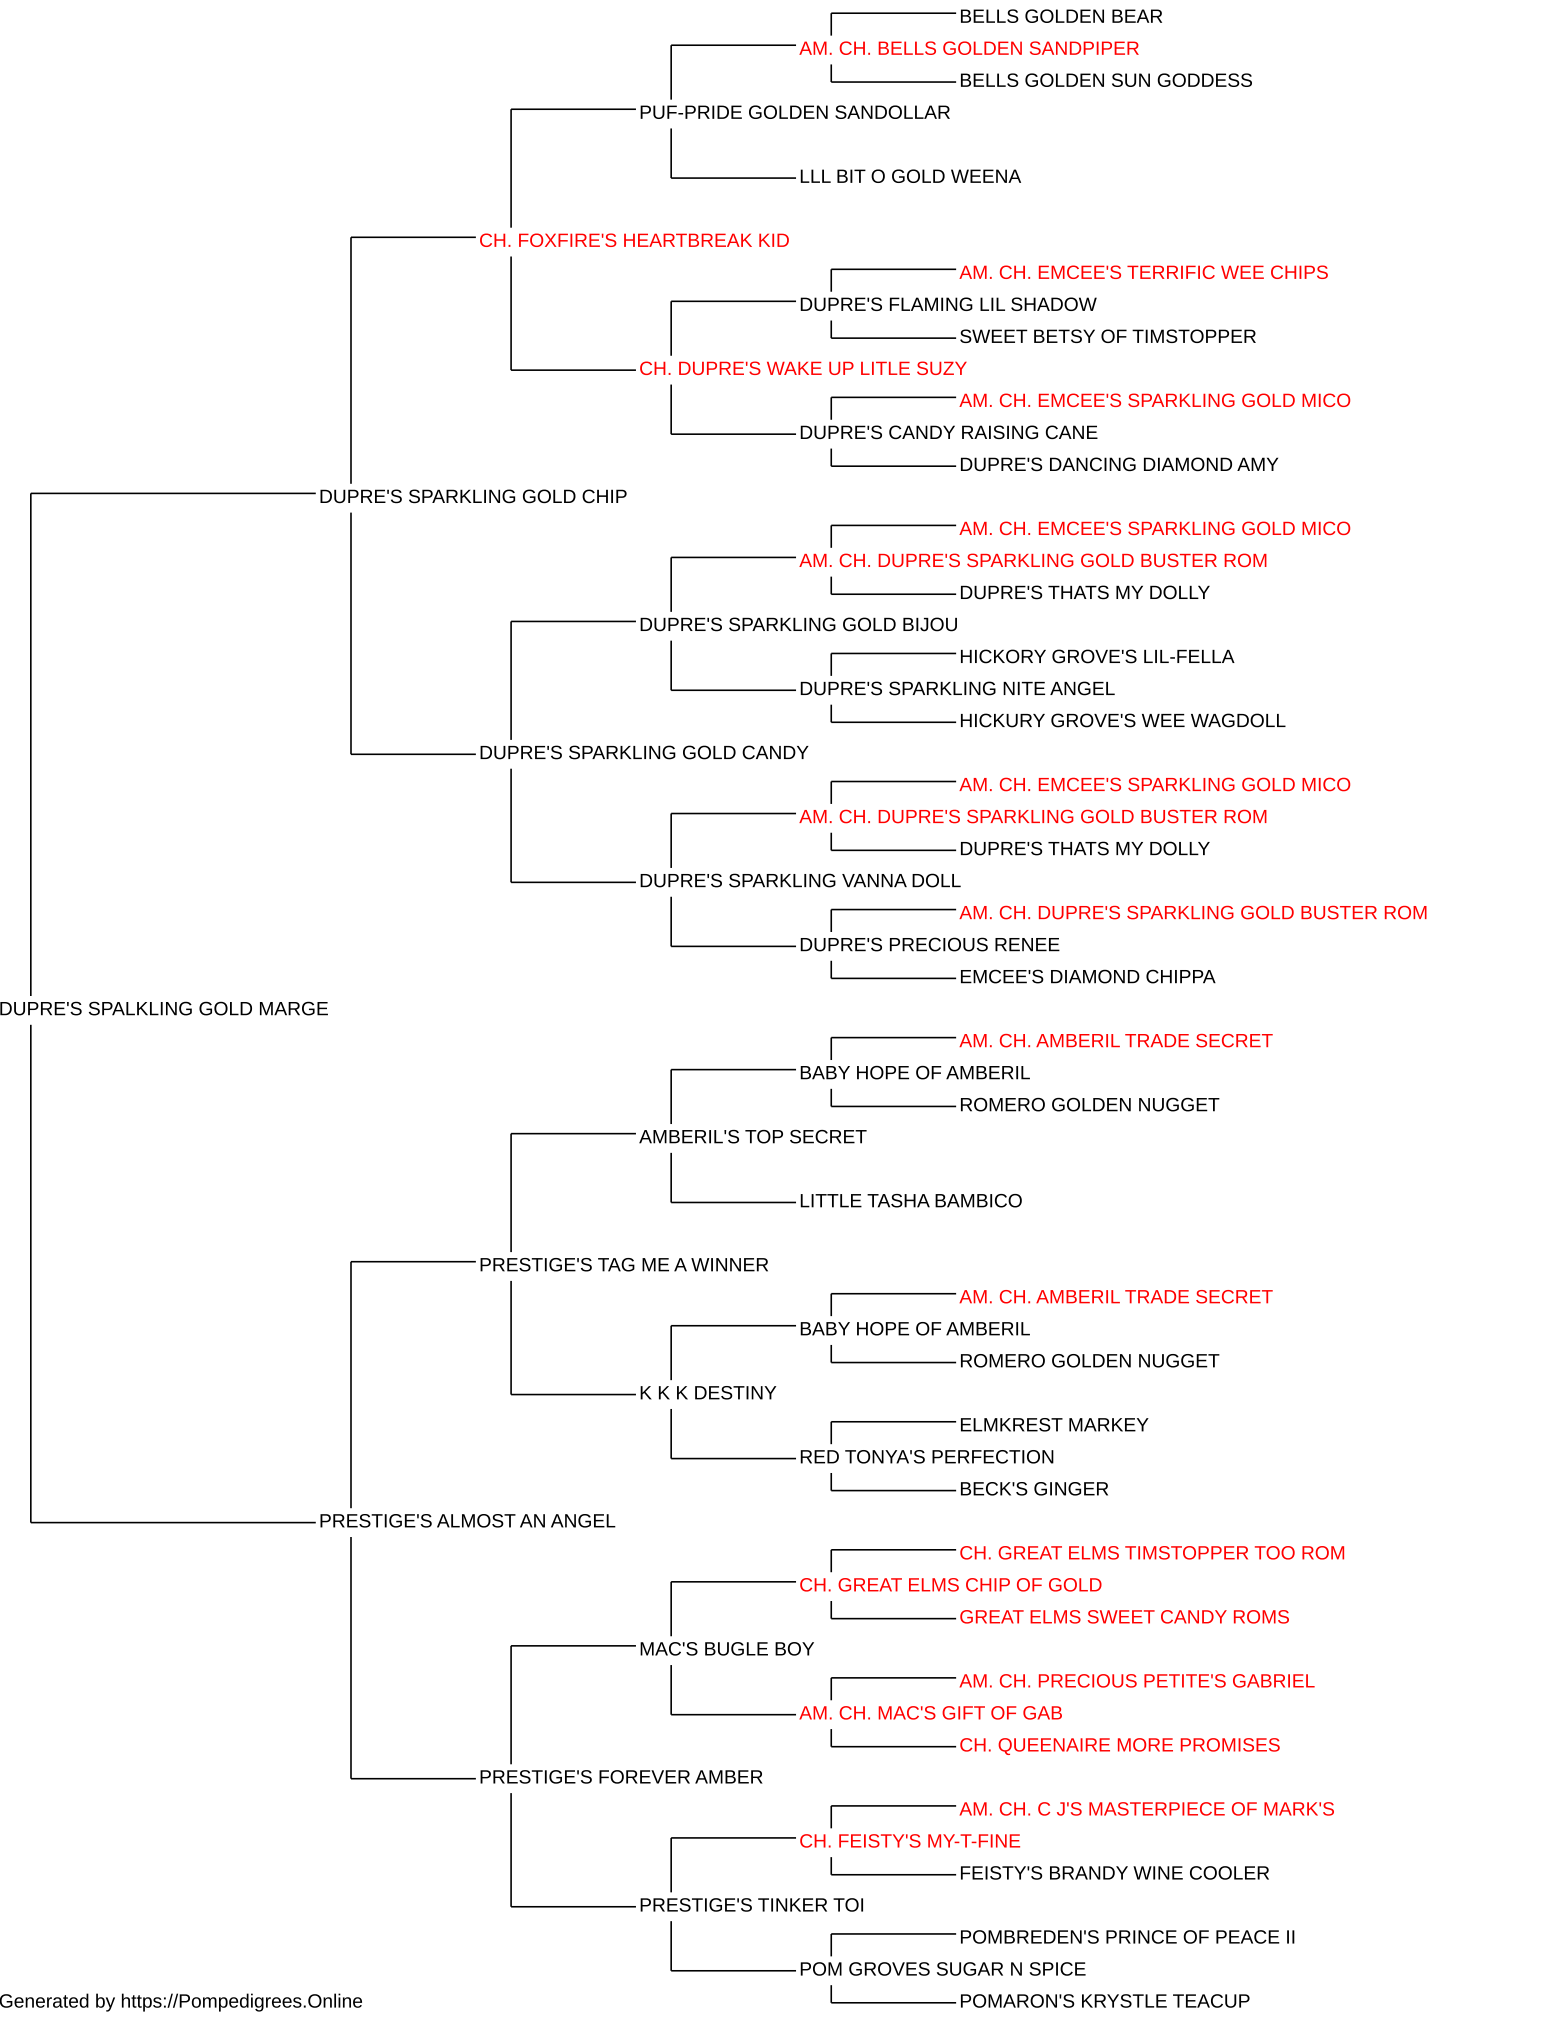 BELLS GOLDEN BEAR
AM. CH. BELLS GOLDEN SANDPIPER
BELLS GOLDEN SUN GODDESS
PUF-PRIDE GOLDEN SANDOLLAR
LLL BIT O GOLD WEENA
CH. FOXFIRE'S HEARTBREAK KID
AM. CH. EMCEE'S TERRIFIC WEE CHIPS
DUPRE'S FLAMING LIL SHADOW
SWEET BETSY OF TIMSTOPPER
CH. DUPRE'S WAKE UP LITLE SUZY
AM. CH. EMCEE'S SPARKLING GOLD MICO
DUPRE'S CANDY RAISING CANE
DUPRE'S DANCING DIAMOND AMY
DUPRE'S SPARKLING GOLD CHIP
AM. CH. EMCEE'S SPARKLING GOLD MICO
AM. CH. DUPRE'S SPARKLING GOLD BUSTER ROM
DUPRE'S THATS MY DOLLY
DUPRE'S SPARKLING GOLD BIJOU
HICKORY GROVE'S LIL-FELLA
DUPRE'S SPARKLING NITE ANGEL
HICKURY GROVE'S WEE WAGDOLL
DUPRE'S SPARKLING GOLD CANDY
AM. CH. EMCEE'S SPARKLING GOLD MICO
AM. CH. DUPRE'S SPARKLING GOLD BUSTER ROM
DUPRE'S THATS MY DOLLY
DUPRE'S SPARKLING VANNA DOLL
AM. CH. DUPRE'S SPARKLING GOLD BUSTER ROM
DUPRE'S PRECIOUS RENEE
EMCEE'S DIAMOND CHIPPA
DUPRE'S SPALKLING GOLD MARGE
AM. CH. AMBERIL TRADE SECRET
BABY HOPE OF AMBERIL
ROMERO GOLDEN NUGGET
AMBERIL'S TOP SECRET
LITTLE TASHA BAMBICO
PRESTIGE'S TAG ME A WINNER
AM. CH. AMBERIL TRADE SECRET
BABY HOPE OF AMBERIL
ROMERO GOLDEN NUGGET
K K K DESTINY
ELMKREST MARKEY
RED TONYA'S PERFECTION
BECK'S GINGER
PRESTIGE'S ALMOST AN ANGEL
CH. GREAT ELMS TIMSTOPPER TOO ROM
CH. GREAT ELMS CHIP OF GOLD
GREAT ELMS SWEET CANDY ROMS
MAC'S BUGLE BOY
AM. CH. PRECIOUS PETITE'S GABRIEL
AM. CH. MAC'S GIFT OF GAB
CH. QUEENAIRE MORE PROMISES
PRESTIGE'S FOREVER AMBER
AM. CH. C J'S MASTERPIECE OF MARK'S
CH. FEISTY'S MY-T-FINE
FEISTY'S BRANDY WINE COOLER
PRESTIGE'S TINKER TOI
POMBREDEN'S PRINCE OF PEACE II
POM GROVES SUGAR N SPICE
POMARON'S KRYSTLE TEACUP
Generated by https://Pompedigrees.Online